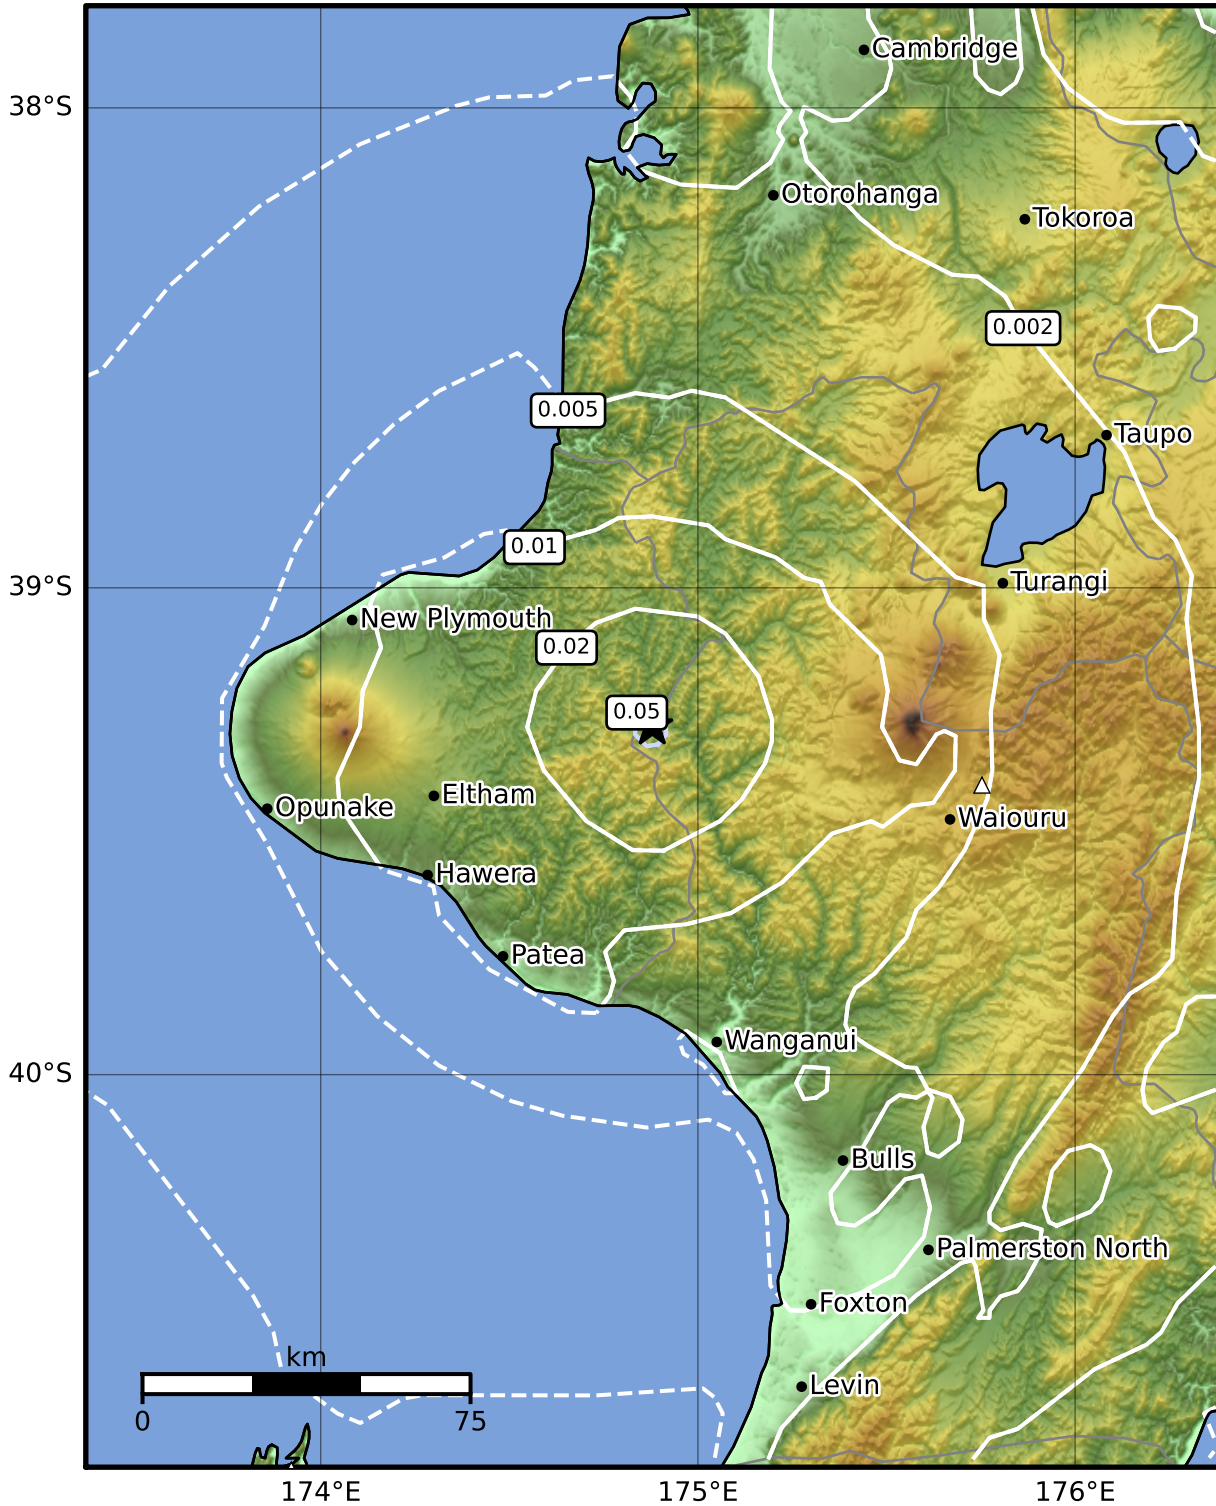 Cambridge
38°S
Otorohanga
Tokoroa
0.002
0.005
Taupo
0.01
Turangi
39°S
New Plymouth
0.02
0.05
Eltham
Opunake
Waiouru
Hawera
Patea
Wanganui
40°S
Bulls
Palmerston North
Foxton
km
Levin
0
75
174°E
175°E
176°E